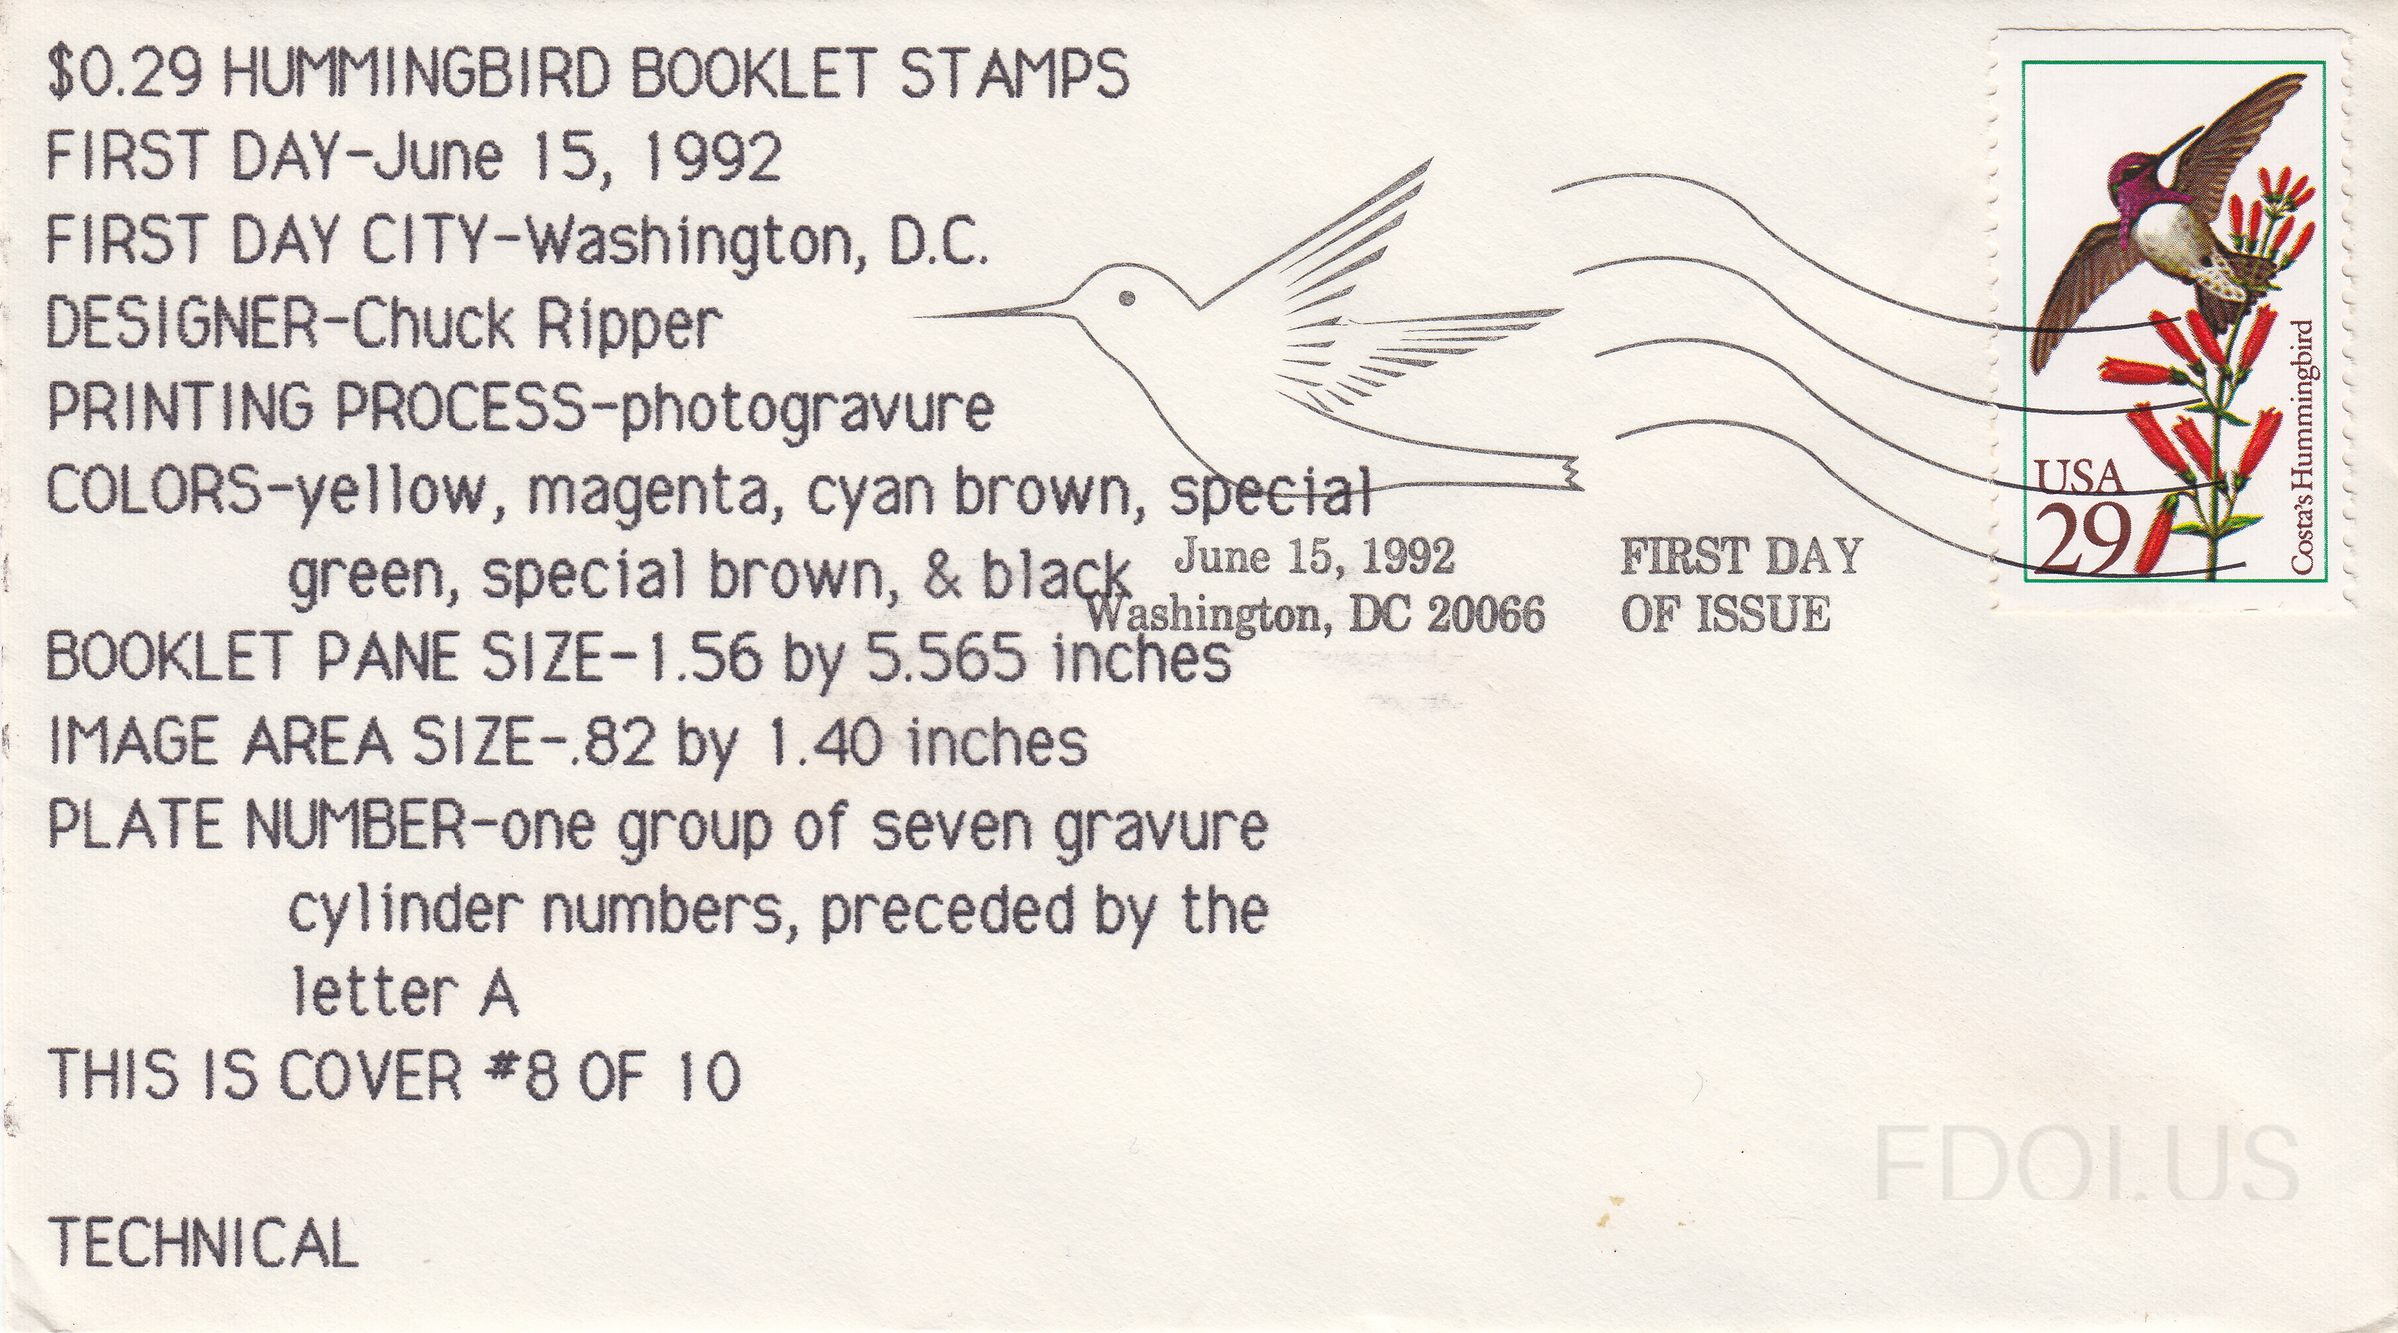 $0.29 HUMMINGBIRD BOOKLET STAMPS
FIRST DAY-June 15, 1992
FIRST DAY CITY-Washington, D.C.
DESIGNER-Chuck Ripper
PRINTING PROCESS-photogravure
COLORS-yellow, magenta, cyan brown, special
green, special brown, & black
BOOKLET PANE SIZE-1.56 by 5.565 inches
IMAGE AREA SIZE-.82 by 1.40 inches
PLATE NUMBER-one group of seven gravure
cylinder numbers, preceded by the
letter A
THIS IS COVER #8 OF 10
TECHNICAL
June 15, 1992
Washington, DC 20066
FIRST DAY
OF ISSUE
USA
29
Costa's Hummingbird
FDOI.US